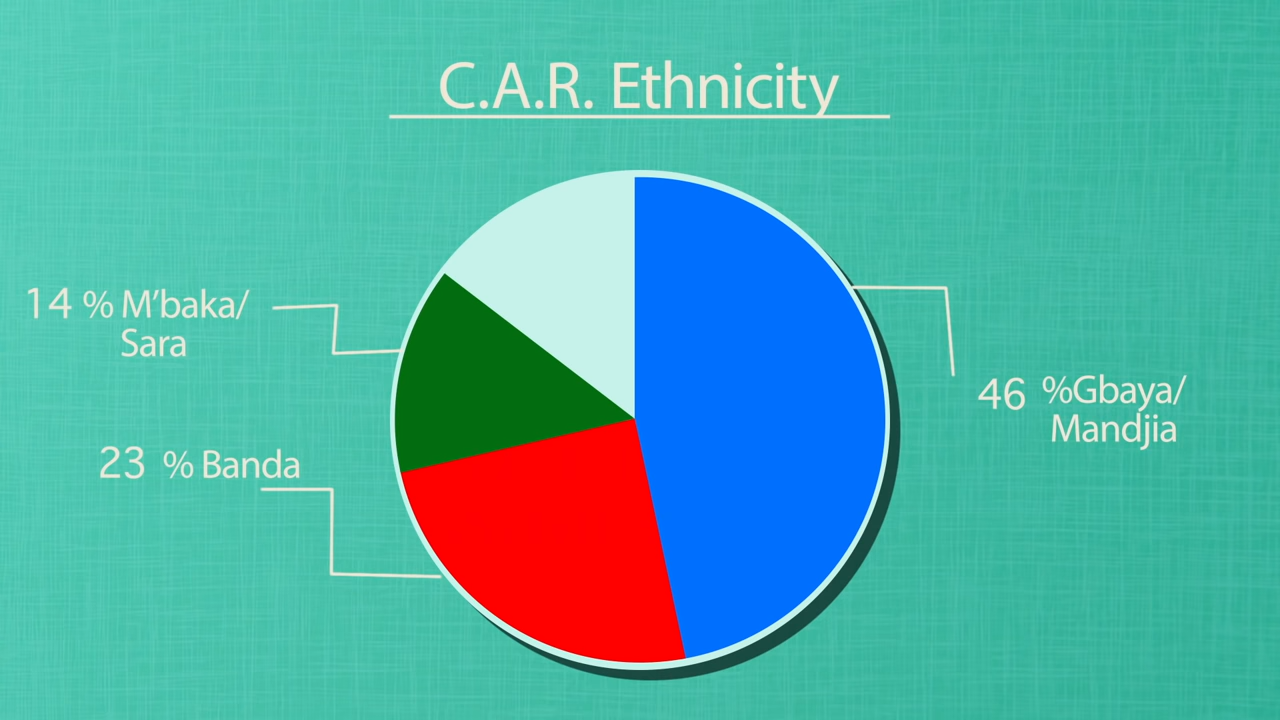 C.A.R. Ethnicity
14 % M'baka/
Sara
23 % Banda
46 %Gbaya/
Mandjia